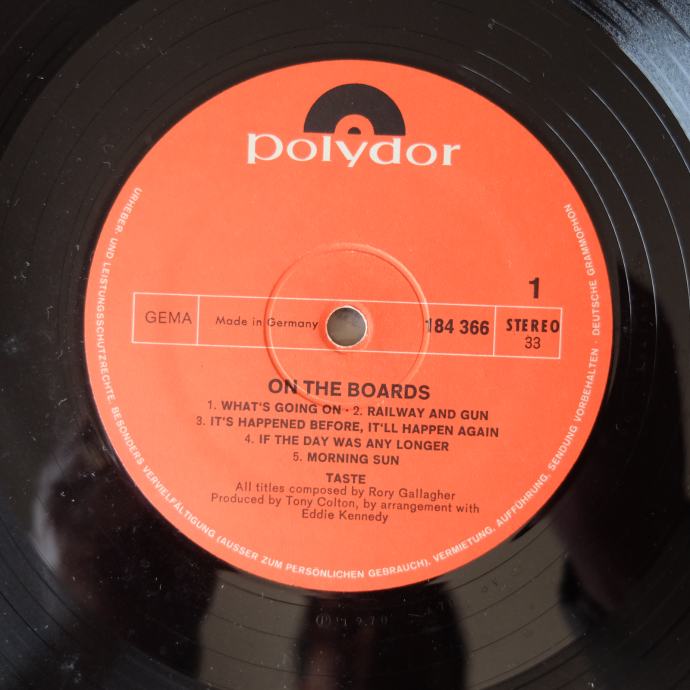 polydor
1
GEMA
Made in Germany
184 366
STEREO
33
ON THE BOARDS
1. WHAT'S GOING ON · 2. RAILWAY AND GUN
3. IT'S HAPPENED BEFORE, IT'LL HAPPEN AGAIN
4. IF THE DAY WAS ANY LONGER
5. MORNING SUN
TASTE
All titles composed by Rory Gallagher
Produced by Tony Colton, by arrangement with
Eddie Kennedy
URHEBER- UND LEISTUNGSSCHUTZRECHTE, BESONDERS VERVIELFÄLTIGUNG (AUSSER ZUM PERSÖNLICHEN GEBRAUCH), VERMIETUNG, AUFFÜHRUNG, SENDUNG VORBEHALTEN · DEUTSCHE GRAMMOPHON